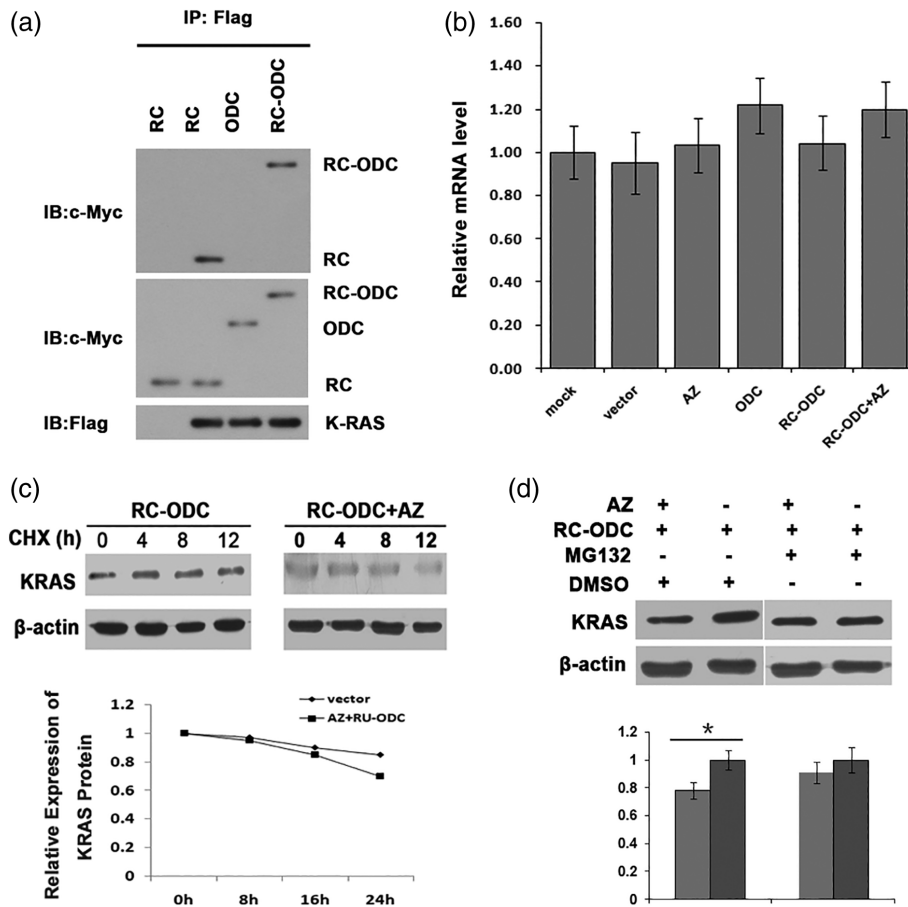 (a)
IP: Flag
RC RC ODC RC-ODC
RC-ODC
IB:c-Myc
RC
RC-ODC
IB:c-Myc
ODC
RC
IB:Flag
K-RAS
(b)
Relative mRNA level
1.60
1.40
1.20
1.00
0.80
0.60
0.40
0.20
0.00
mock vector AZ ODC RC-ODC RC-ODC+AZ
(c)
RC-ODC RC-ODC+AZ
CHX (h) 0 4 8 12 0 4 8 12
KRAS
β-actin
Relative Expression of
KRAS Protein
1.2
1
0.8
0.6
0.4
0.2
0
vector
AZ+RU-ODC
0h 8h 16h 24h
(d)
AZ + - + -
RC-ODC + + + +
MG132 - - + +
DMSO + + - -
KRAS
β-actin
1.2
1
0.8
0.6
0.4
0.2
0
*